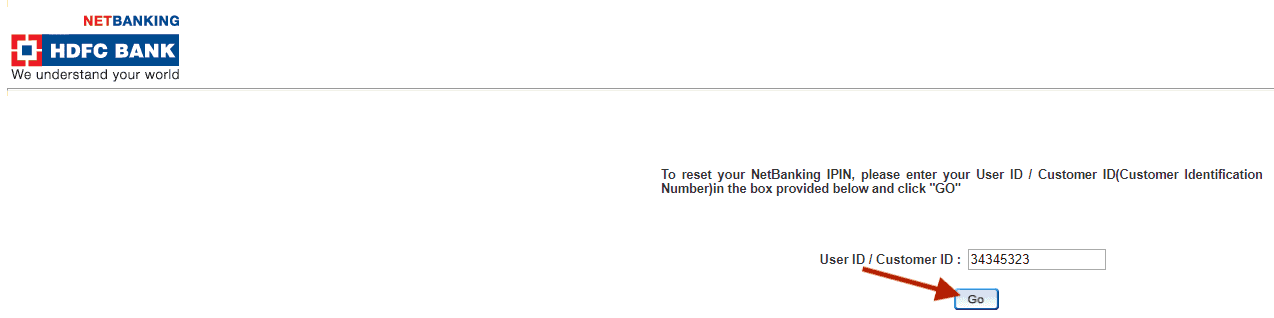 NETBANKING
HDFC BANK
We understand your world
To reset your NetBanking IPIN, please enter your User ID / Customer ID(Customer Identification
Number)in the box provided below and click "GO"
User ID / Customer ID : 34345323
Go